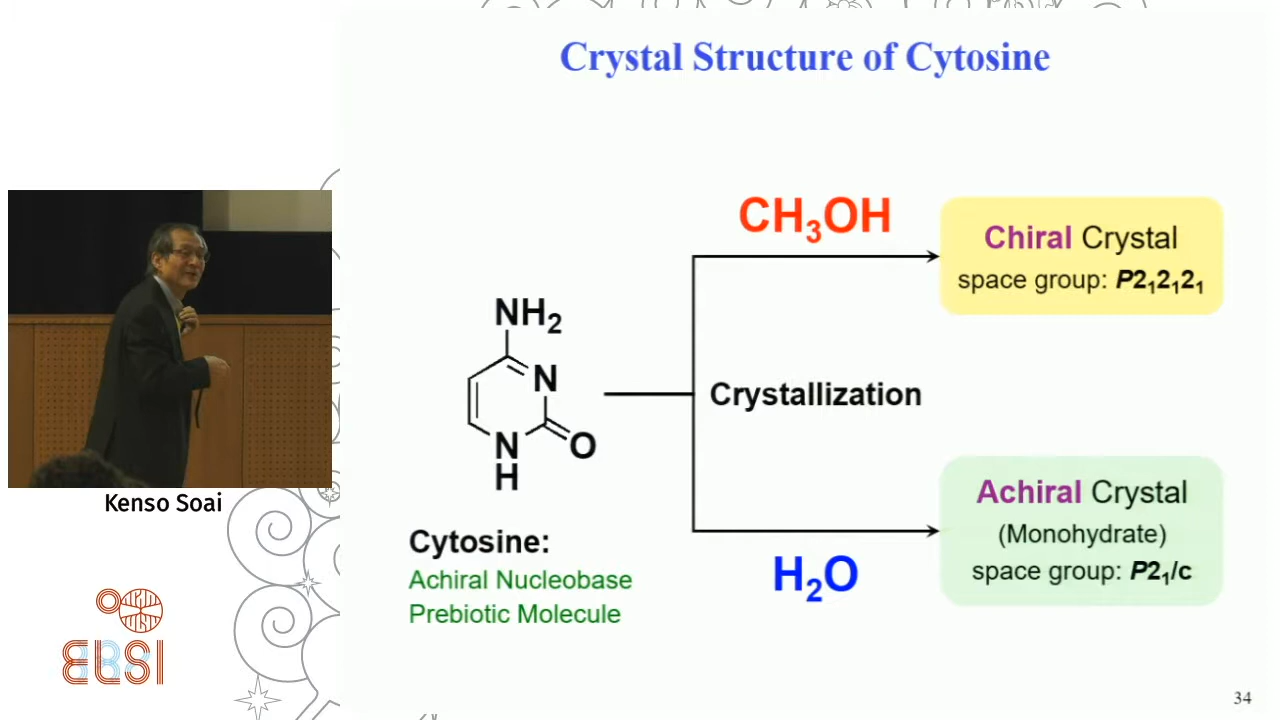 Crystal Structure of Cytosine
CH₃OH
Chiral Crystal
space group: P2₁2₁2₁
NH₂
N
N
H
O
Crystallization
Cytosine:
Achiral Nucleobase
Prebiotic Molecule
H₂O
Achiral Crystal
(Monohydrate)
space group: P2₁/c
Kenso Soai
ELSI
34